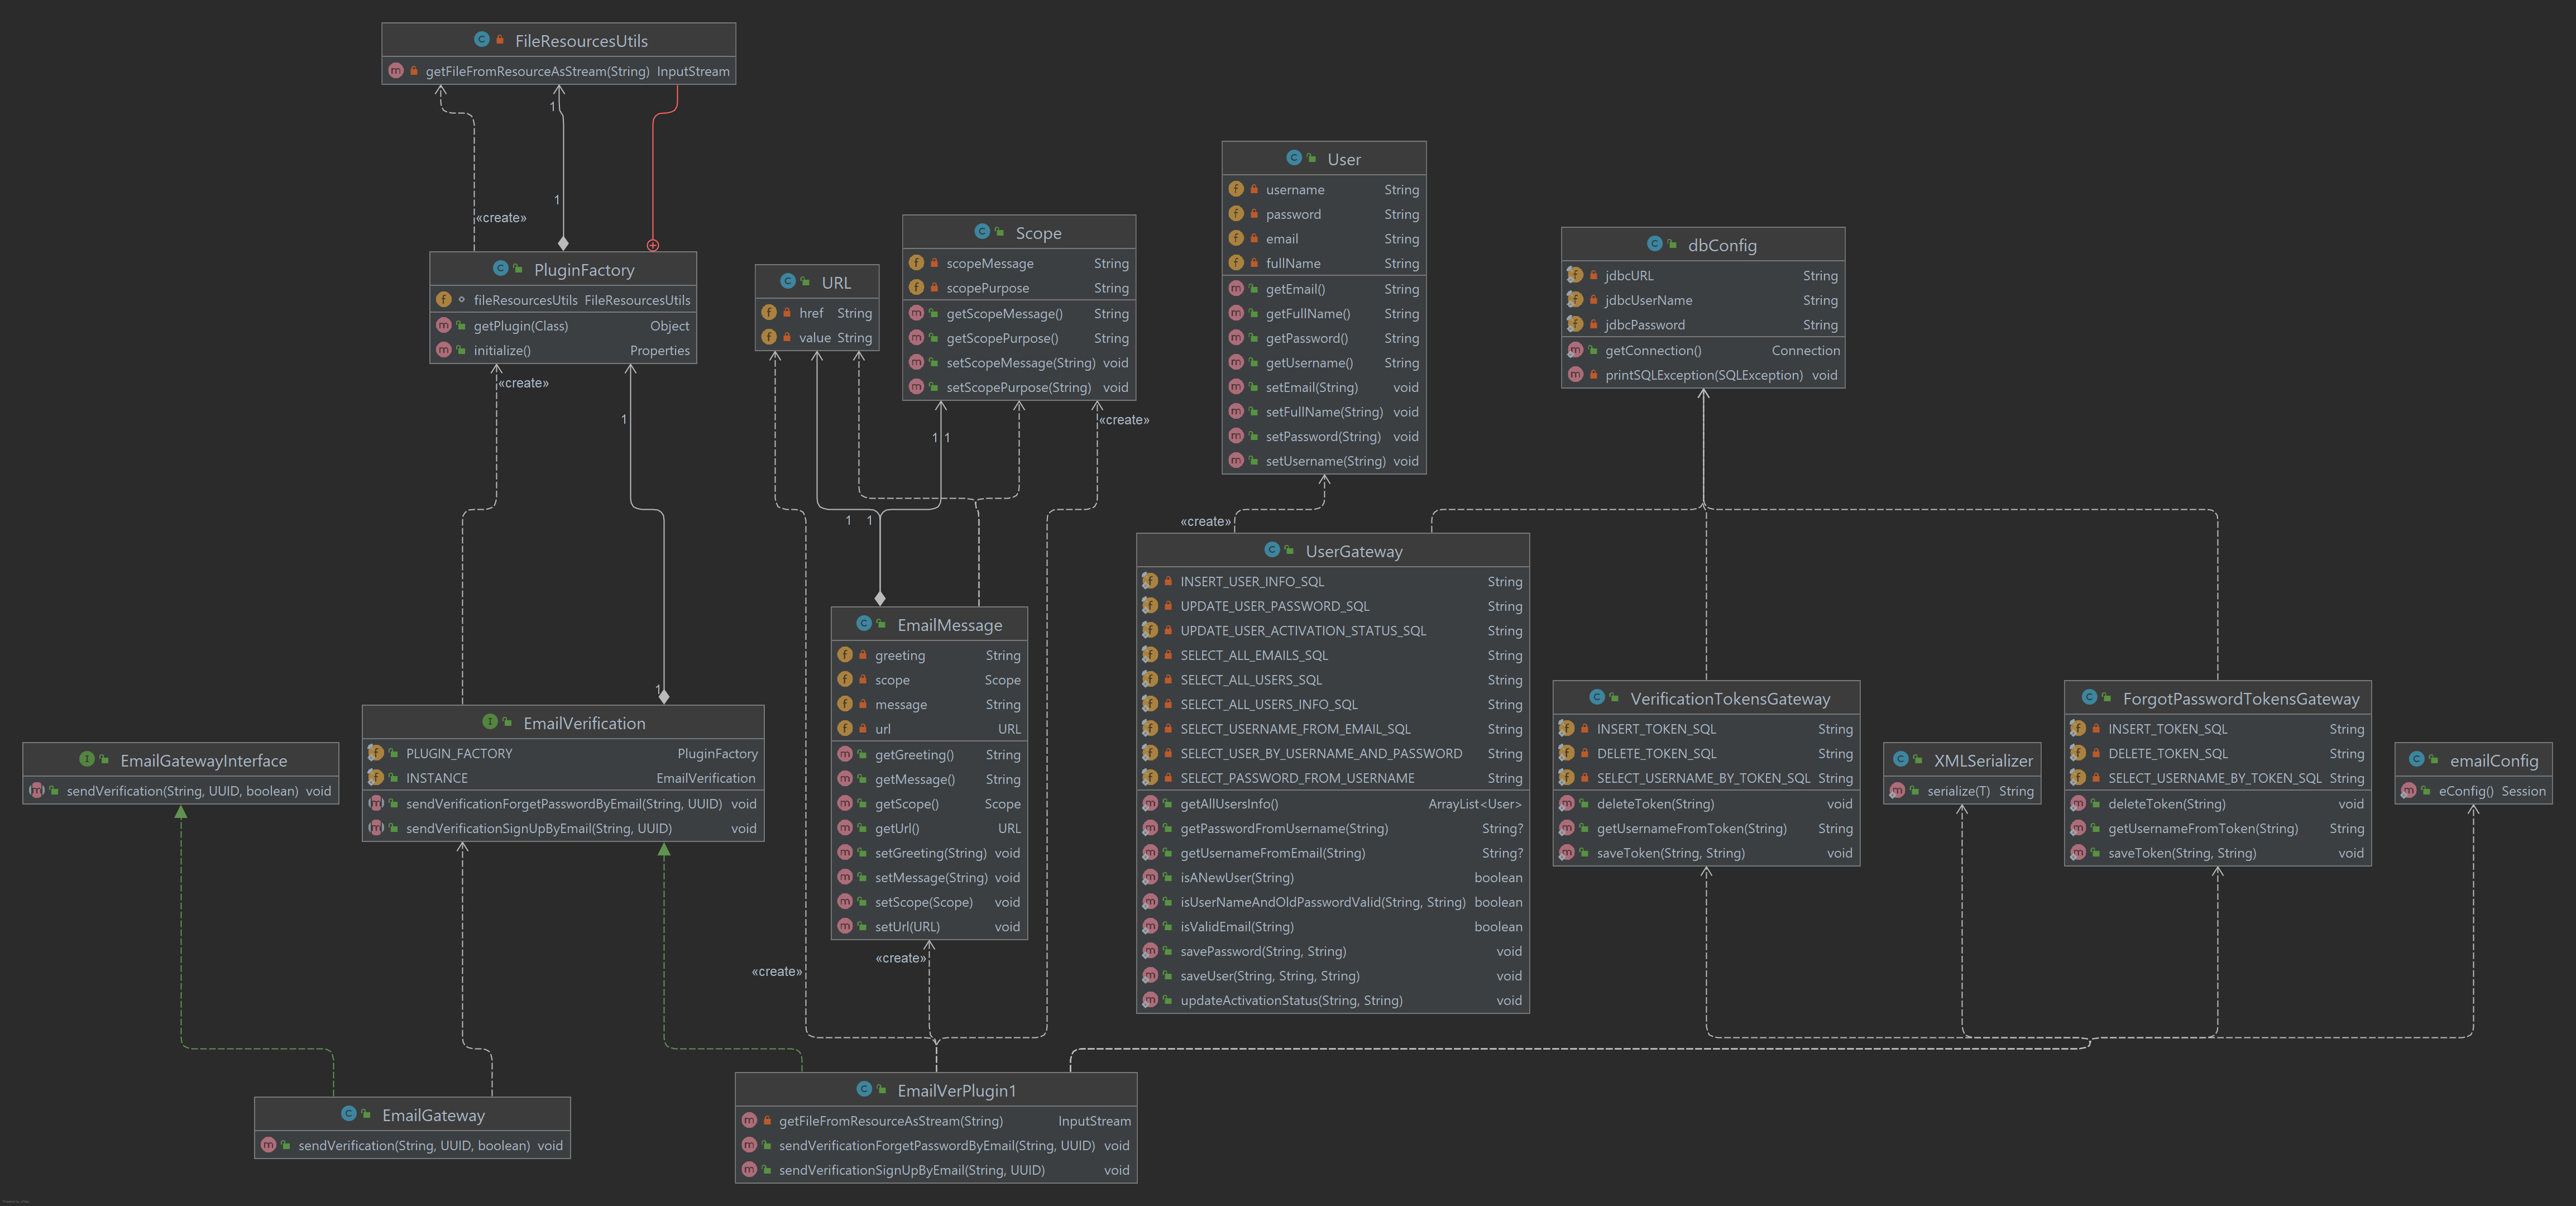 FileResourcesUtils
getFileFromResourceAsStream(String) InputStream
1
1
«create»
PluginFactory
fileResourcesUtils FileResourcesUtils
getPlugin(Class) Object
initialize() Properties
«create»
1
1
URL
href String
value String
Scope
scopeMessage String
scopePurpose String
getScopeMessage() String
getScopePurpose() String
setScopeMessage(String) void
setScopePurpose(String) void
1 1
«create»
1 1
User
username String
password String
email String
fullName String
getEmail() String
getFullName() String
getPassword() String
getUsername() String
setEmail(String) void
setFullName(String) void
setPassword(String) void
setUsername(String) void
«create»
dbConfig
jdbcURL String
jdbcUserName String
jdbcPassword String
getConnection() Connection
printSQLException(SQLException) void
UserGateway
INSERT_USER_INFO_SQL String
UPDATE_USER_PASSWORD_SQL String
UPDATE_USER_ACTIVATION_STATUS_SQL String
SELECT_ALL_EMAILS_SQL String
SELECT_ALL_USERS_SQL String
SELECT_ALL_USERS_INFO_SQL String
SELECT_USERNAME_FROM_EMAIL_SQL String
SELECT_USER_BY_USERNAME_AND_PASSWORD String
SELECT_PASSWORD_FROM_USERNAME String
getAllUsersInfo() ArrayList<User>
getPasswordFromUsername(String) String?
getUsernameFromEmail(String) String?
isANewUser(String) boolean
isUserNameAndOldPasswordValid(String, String) boolean
isValidEmail(String) boolean
savePassword(String, String) void
saveUser(String, String, String) void
updateActivationStatus(String, String) void
EmailMessage
greeting String
scope Scope
message String
url URL
getGreeting() String
getMessage() String
getScope() Scope
getUrl() URL
setGreeting(String) void
setMessage(String) void
setScope(Scope) void
setUrl(URL) void
«create»
«create»
EmailVerification
PLUGIN_FACTORY PluginFactory
INSTANCE EmailVerification
sendVerificationForgetPasswordByEmail(String, UUID) void
sendVerificationSignUpByEmail(String, UUID) void
EmailGatewayInterface
sendVerification(String, UUID, boolean) void
VerificationTokensGateway
INSERT_TOKEN_SQL String
DELETE_TOKEN_SQL String
SELECT_USERNAME_BY_TOKEN_SQL String
deleteToken(String) void
getUsernameFromToken(String) String
saveToken(String, String) void
XMLSerializer
serialize(T) String
ForgotPasswordTokensGateway
INSERT_TOKEN_SQL String
DELETE_TOKEN_SQL String
SELECT_USERNAME_BY_TOKEN_SQL String
deleteToken(String) void
getUsernameFromToken(String) String
saveToken(String, String) void
emailConfig
eConfig() Session
EmailGateway
sendVerification(String, UUID, boolean) void
EmailVerPlugin1
getFileFromResourceAsStream(String) InputStream
sendVerificationForgetPasswordByEmail(String, UUID) void
sendVerificationSignUpByEmail(String, UUID) void